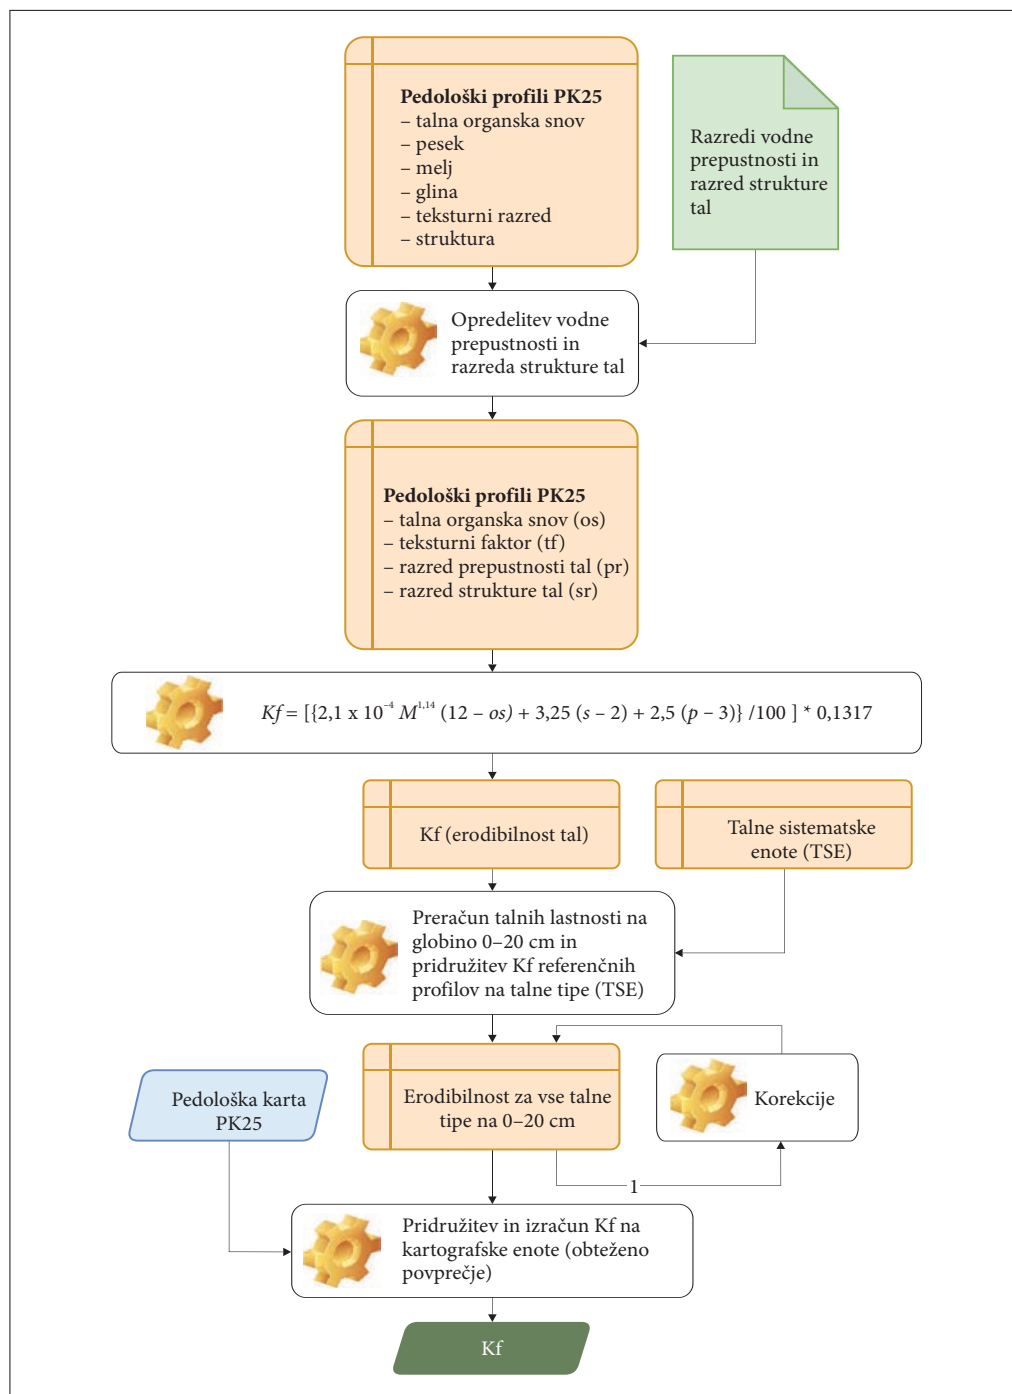 Pedološki profili PK25
– talna organska snov
– pesek
– melj
– glina
– teksturni razred
– struktura
Razredi vodne
prepustnosti in
razred strukture
tal
Opredelitev vodne
prepustnosti in
razreda strukture tal
Pedološki profili PK25
– talna organska snov (os)
– teksturni faktor (tf)
– razred prepustnosti tal (pr)
– razred strukture tal (sr)
Kf = [{2,1 x 10⁻⁴ M¹,¹⁴ (12 – os) + 3,25 (s – 2) + 2,5 (p – 3)} /100 ] * 0,1317
Kf (erodibilnost tal)
Talne sistematske
enote (TSE)
Preračun talnih lastnosti na
globino 0–20 cm in
pridružitev Kf referenčnih
profilov na talne tipe (TSE)
Erodibilnost za vse talne
tipe na 0–20 cm
Korekcije
Pedološka karta
PK25
1
Pridružitev in izračun Kf na
kartografske enote (obteženo
povprečje)
Kf